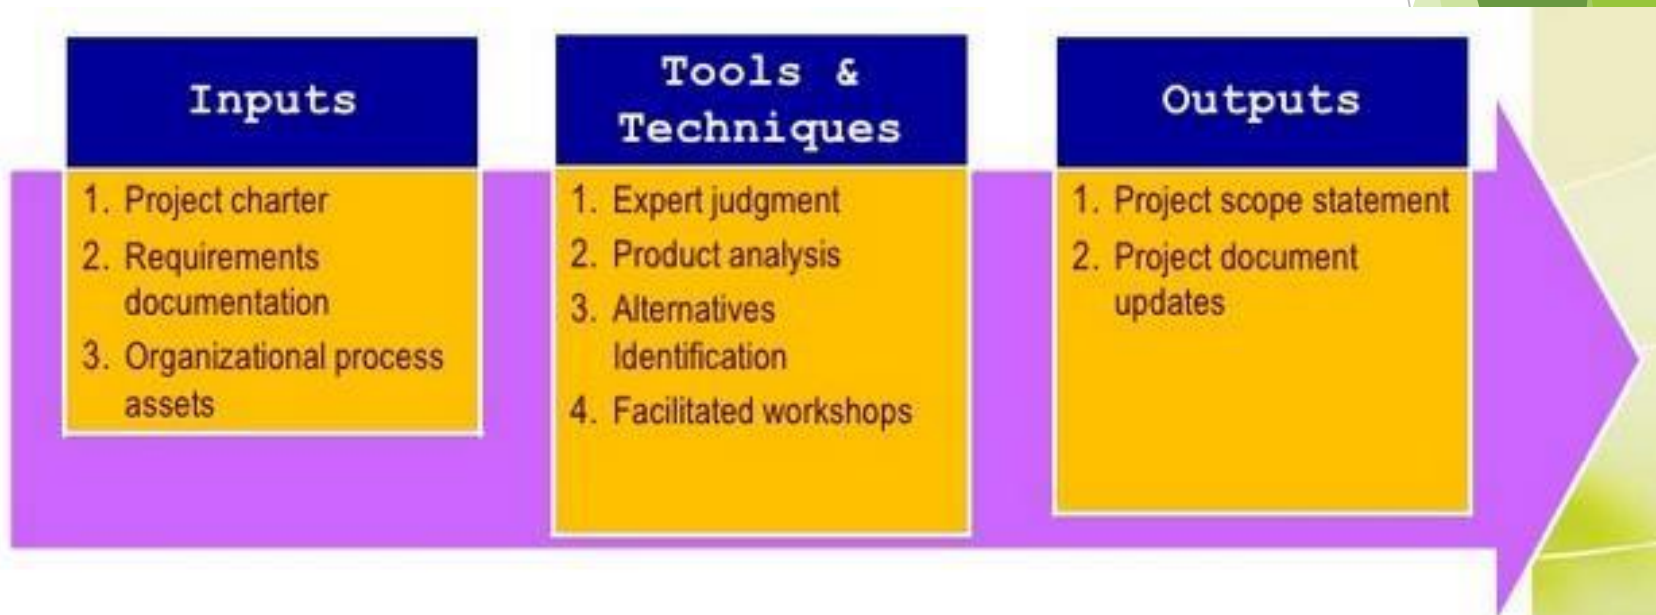 Inputs
1. Project charter
2. Requirements
documentation
3. Organizational process
assets
Tools &
Techniques
1. Expert judgment
2. Product analysis
3. Alternatives
Identification
4. Facilitated workshops
Outputs
1. Project scope statement
2. Project document
updates